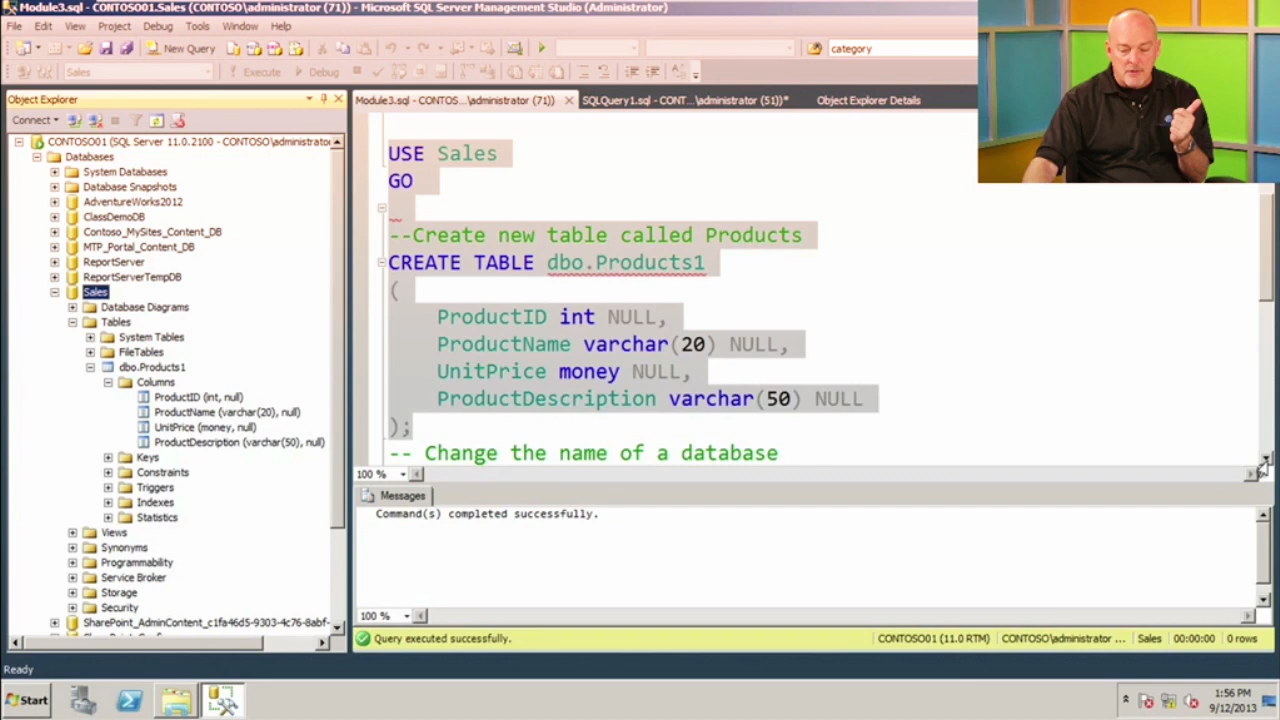 Module3.sql - CONTOSO01.Sales (CONTOSO\administrator (71)) - Microsoft SQL Server Management Studio (Administrator)
File Edit View Project Debug Tools Window Help
New Query category
Sales Execute Debug
Object Explorer
Module3.sql - CONTOS...\administrator (71)) SQLQuery1.sql - CONT...\administrator (51))* Object Explorer Details
Connect
CONTOSO01 (SQL Server 11.0.2100 - CONTOSO\administrator
Databases
System Databases
Database Snapshots
AdventureWorks2012
ClassDemoDB
Contoso_MySites_Content_DB
MTP_Portal_Content_DB
ReportServer
ReportServerTempDB
Sales
Database Diagrams
Tables
System Tables
FileTables
dbo.Products1
Columns
ProductID (int, null)
ProductName (varchar(20), null)
UnitPrice (money, null)
ProductDescription (varchar(50), null)
Keys
Constraints
Triggers
Indexes
Statistics
Views
Synonyms
Programmability
Service Broker
Storage
Security
SharePoint_AdminContent_c1fa46d5-9303-4c76-8abf-
USE Sales
GO
--Create new table called Products
CREATE TABLE dbo.Products1
(
ProductID int NULL,
ProductName varchar(20) NULL,
UnitPrice money NULL,
ProductDescription varchar(50) NULL
);
-- Change the name of a database
100 %
Messages
Command(s) completed successfully.
100 %
Query executed successfully. CONTOSO01 (11.0 RTM) CONTOSO\administrator ... Sales 00:00:00 0 rows
Ready
Start
1:56 PM
9/12/2013